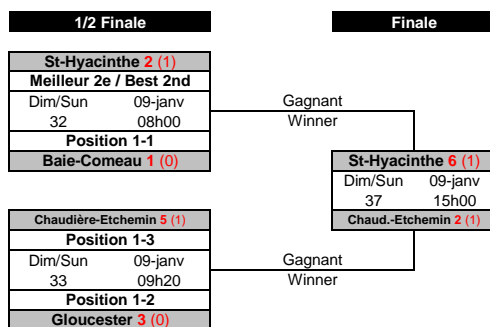 1/2 Finale
Finale
St-Hyacinthe 2 (1)
Meilleur 2e / Best 2nd
Dim/Sun 09-janv
32 08h00
Position 1-1
Baie-Comeau 1 (0)
Gagnant
Winner
St-Hyacinthe 6 (1)
Dim/Sun 09-janv
37 15h00
Chaud.-Etchemin 2 (1)
Chaudière-Etchemin 5 (1)
Position 1-3
Dim/Sun 09-janv
33 09h20
Position 1-2
Gloucester 3 (0)
Gagnant
Winner